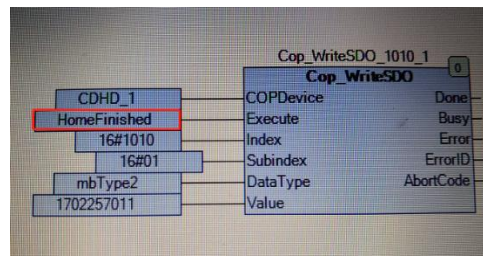 Cop_WriteSDO_1010_1
0
Cop_WriteSDO
CDHD_1 COPDevice Done
HomeFinished Execute Busy
16#1010 Index Error
16#01 Subindex ErrorID
mbType2 DataType AbortCode
1702257011 Value